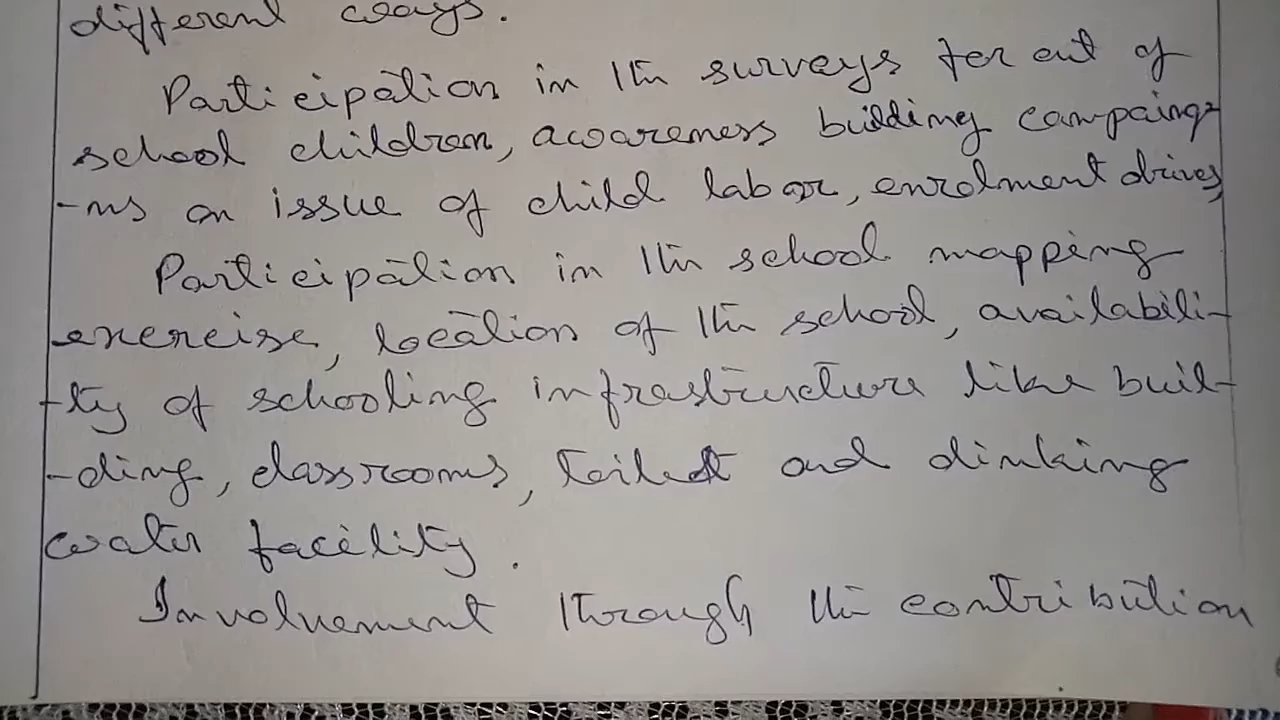 different ways.
Participation in the surveys for out of
school children, awareness building campaing-
-ns on issue of child labor, enrolment drives
Participation in the school mapping
exercise, location of the school, availabili-
-ty of schooling infrastructure like buil-
-ding, classrooms, toilet and dinking
water facility.
Involvement through the contribution